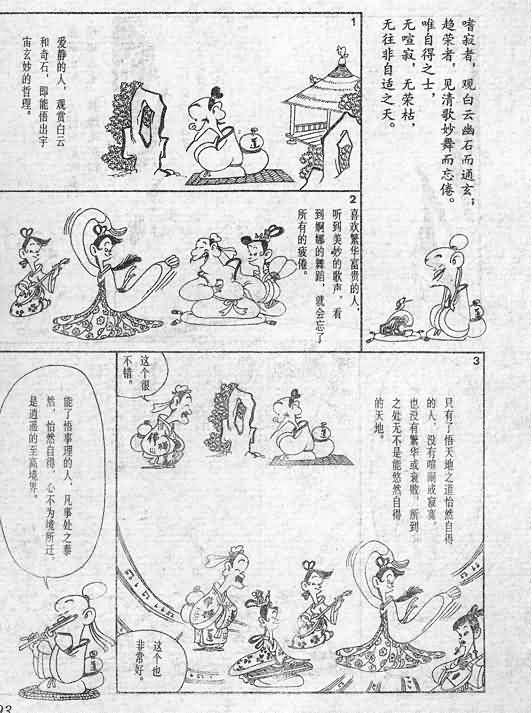 嗜寂者，观白云幽石而通玄；
趋荣者，见清歌妙舞而忘倦。
唯自得之士，
无喧寂，无荣枯，
无往非自适之天。
1
爱静的人，观赏白云
和奇石，即能悟出宇
宙玄妙的哲理。
2
喜欢繁华富贵的人，
听到美妙的歌声，看
到婀娜的舞蹈，就会忘了
所有的疲倦。
3
只有了悟天地之道怡然自得
的人，没有喧闹或寂寞，
也没有繁华或衰败，所到
之处无不是能悠然自得
的天地。
这个很
不错。
这个也
非常好。
能了悟事理的人，凡事处之泰
然，怡然自得，心不为境所迁，
是逍遥的至高境界。
93